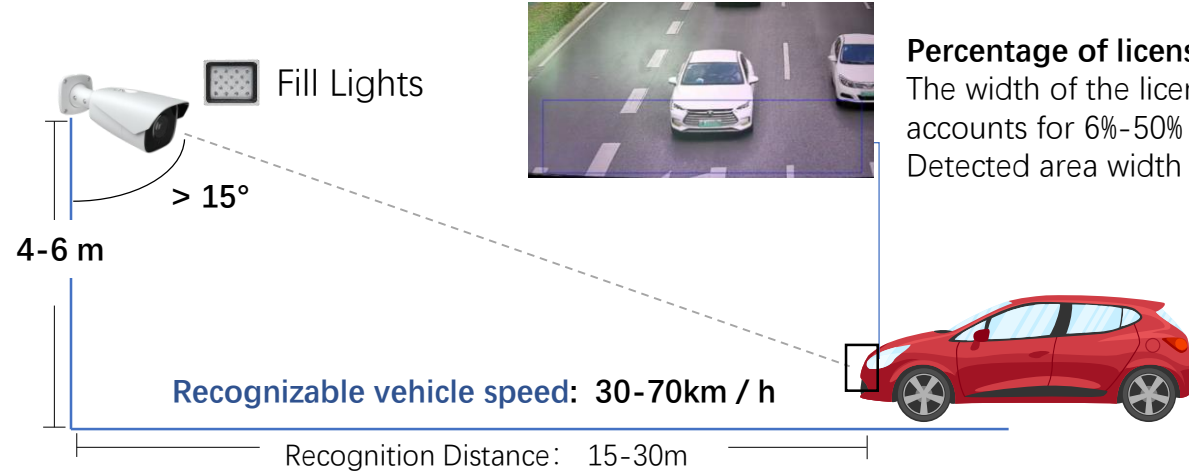 Fill Lights
Percentage of licens
The width of the licen
accounts for 6%-50%
Detected area width
> 15°
4-6 m
Recognizable vehicle speed: 30-70km / h
Recognition Distance： 15-30m